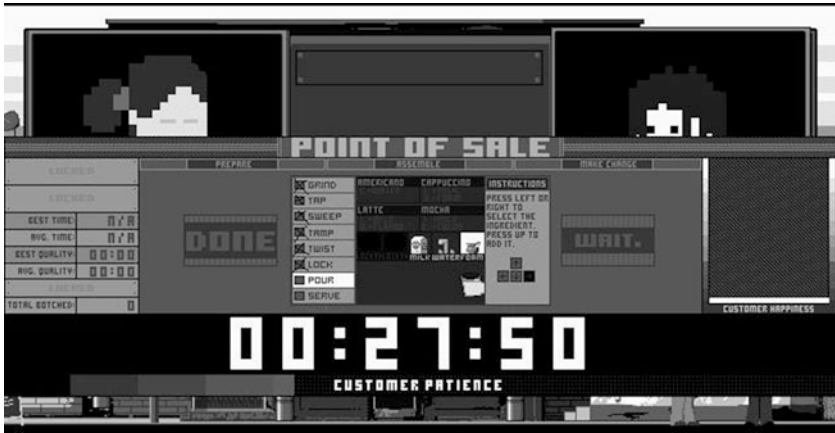 POINT OF SALE
PREPARE
ASSEMBLE
MAKE CHANGE
LOCKED
LOCKED
BEST TIME: N/A
AVG. TIME: N/A
BEST QUALITY: 00:00
AVG. QUALITY: 00:00
LOCKED
TOTAL BOTCHED: 0
DONE
GRIND
TAP
SWEEP
TAMP
TWIST
LOCK
POUR
SERVE
AMERICANO
CAPPUCCINO
LATTE
MOCHA
MILK WATER FOAM
INSTRUCTIONS
PRESS LEFT OR
RIGHT TO
SELECT THE
INGREDIENT.
PRESS UP TO
ADD IT.
WAIT.
CUSTOMER HAPPINESS
00:27:50
CUSTOMER PATIENCE